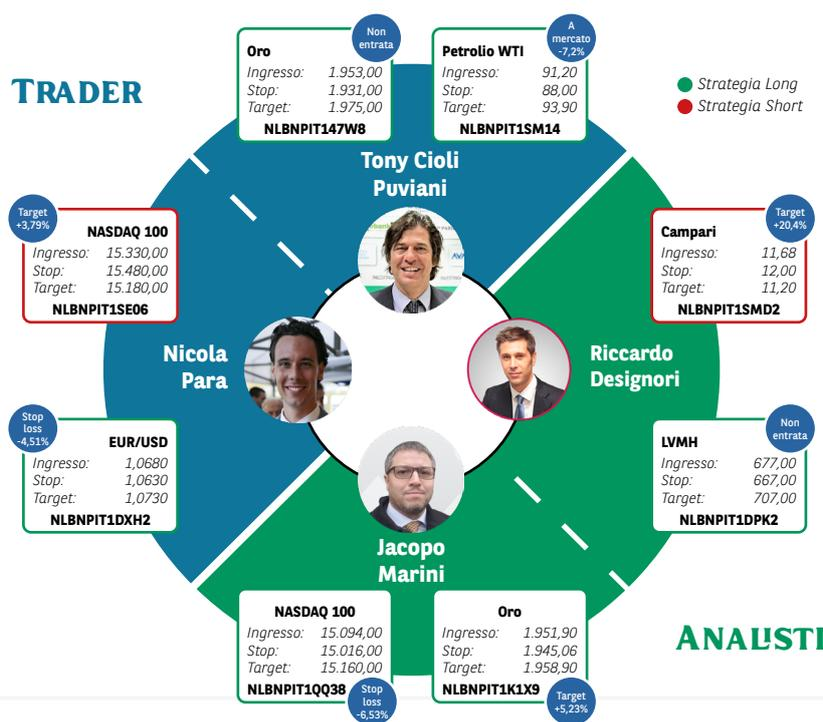 Non
entrata
A
mercato
-7,2%
Oro
Ingresso: 1.953,00
Stop: 1.931,00
Target: 1.975,00
NLBNPIT147W8
Petrolio WTI
Ingresso: 91,20
Stop: 88,00
Target: 93,90
NLBNPIT1SM14
TRADER
Strategia Long
Strategia Short
Tony Cioli
Puviani
Target
+3,79%
NASDAQ 100
Ingresso: 15.330,00
Stop: 15.480,00
Target: 15.180,00
NLBNPIT1SE06
Target
+20,4%
Campari
Ingresso: 11,68
Stop: 12,00
Target: 11,20
NLBNPIT1SMD2
Nicola
Para
Riccardo
Designori
Stop
loss
-4,51%
EUR/USD
Ingresso: 1,0680
Stop: 1,0630
Target: 1,0730
NLBNPIT1DXH2
Non
entrata
LVMH
Ingresso: 677,00
Stop: 667,00
Target: 707,00
NLBNPIT1DPK2
Jacopo
Marini
NASDAQ 100
Ingresso: 15.094,00
Stop: 15.016,00
Target: 15.160,00
NLBNPIT1QQ38
Stop
loss
-6,53%
Oro
Ingresso: 1.951,90
Stop: 1.945,06
Target: 1.958,90
NLBNPIT1K1X9
Target
+5,23%
ANALISTI